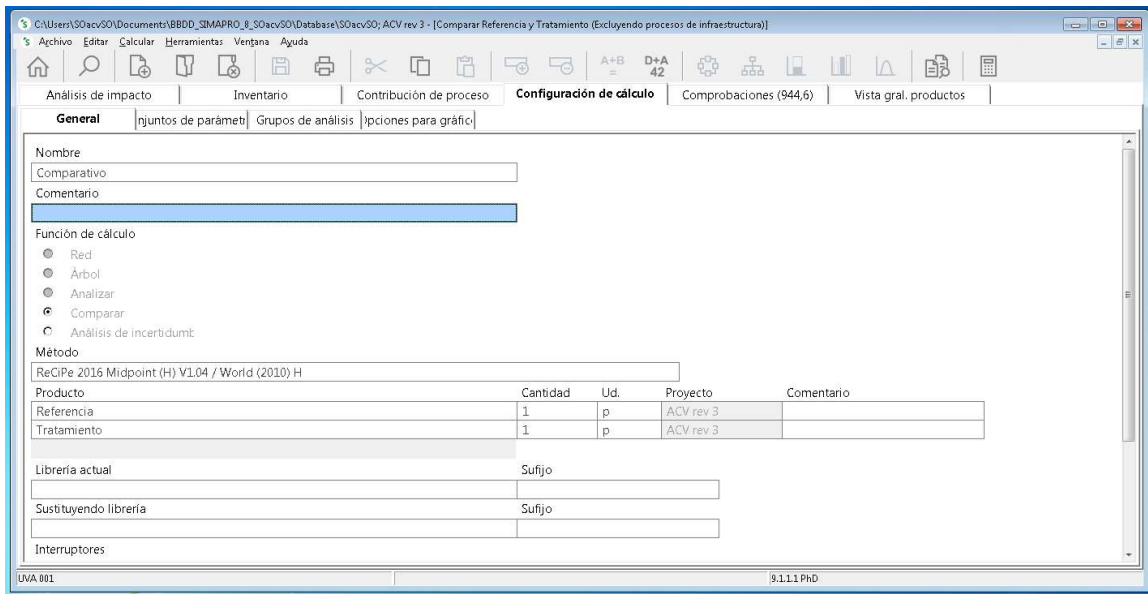 C:\Users\SOacvSO\Documents\BBDD_SIMAPRO_8_SOacvSO\Database\SOacvSO; ACV rev 3 - [Comparar Referencia y Tratamiento (Excluyendo procesos de infraestructura)]
Archivo Editar Calcular Herramientas Ventana Ayuda
A+B
=
D+A
42
Análisis de impacto Inventario Contribución de proceso Configuración de cálculo Comprobaciones (944,6) Vista gral. productos
General njuntos de parámet Grupos de análisis pciones para gráfic
Nombre
Comparativo
Comentario
Función de cálculo
Red
Árbol
Analizar
Comparar
Análisis de incertidumb
Método
ReCiPe 2016 Midpoint (H) V1.04 / World (2010) H
Producto Cantidad Ud. Proyecto Comentario
Referencia 1 p ACV rev 3
Tratamiento 1 p ACV rev 3
Librería actual Sufijo
Sustituyendo librería Sufijo
Interruptores
UVA 001 9.1.1.1 PhD